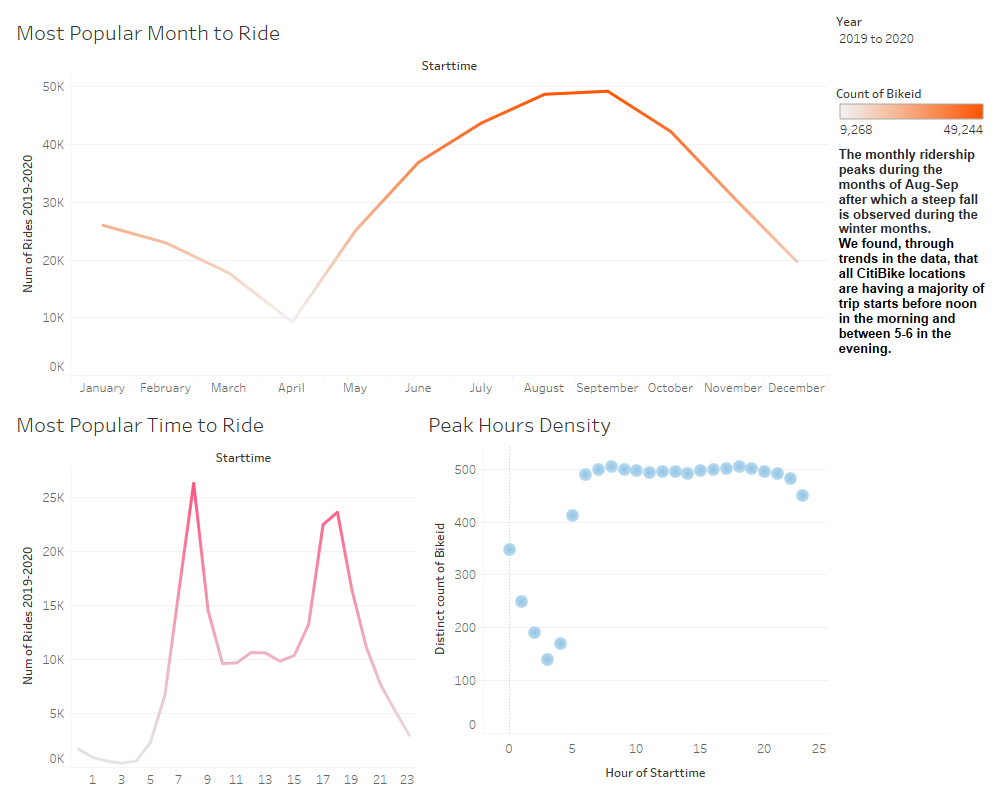 Most Popular Month to Ride
Starttime
Num of Rides 2019-2020
50K
40K
30K
20K
10K
0K
January February March April May June July August September October November December
Year
2019 to 2020
Count of Bikeid
9,268 49,244
The monthly ridership
peaks during the
months of Aug-Sep
after which a steep fall
is observed during the
winter months.
We found, through
trends in the data, that
all CitiBike locations
are having a majority of
trip starts before noon
in the morning and
between 5-6 in the
evening.
Most Popular Time to Ride
Starttime
Num of Rides 2019-2020
25K
20K
15K
10K
5K
0K
1 3 5 7 9 11 13 15 17 19 21 23
Peak Hours Density
Distinct count of Bikeid
500
400
300
200
100
0
0 5 10 15 20 25
Hour of Starttime